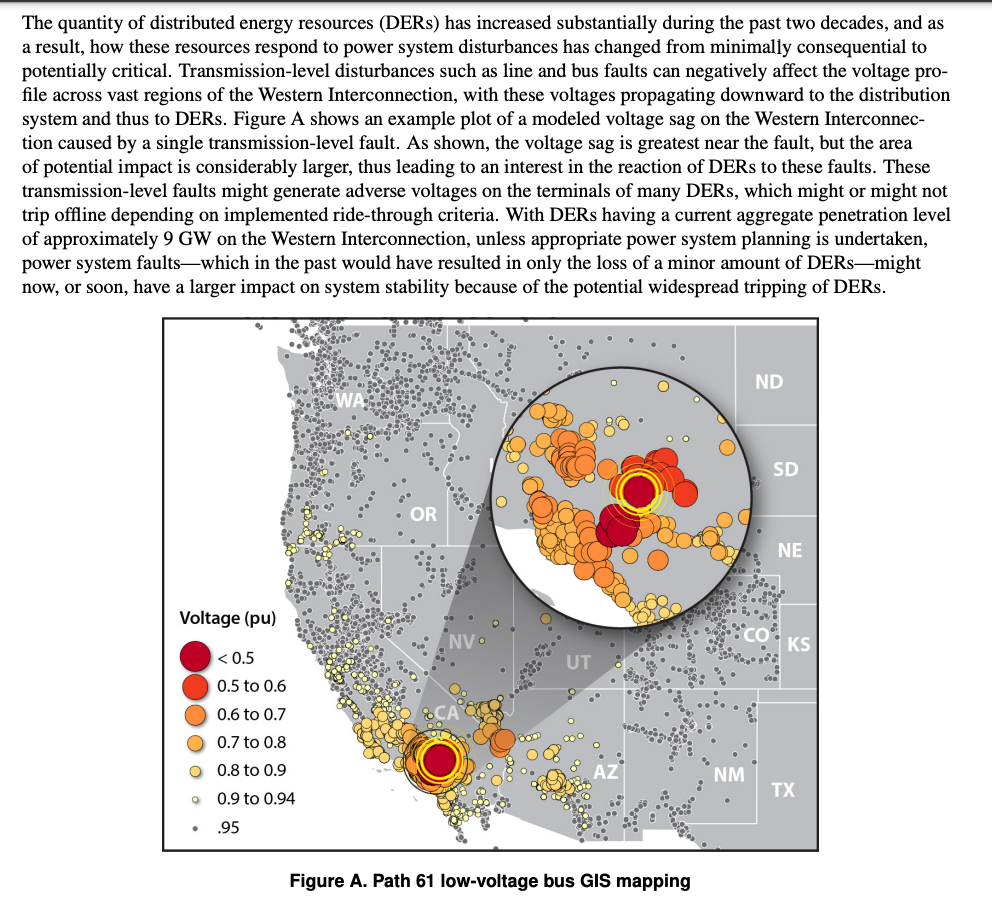 The quantity of distributed energy resources (DERs) has increased substantially during the past two decades, and as
a result, how these resources respond to power system disturbances has changed from minimally consequential to
potentially critical. Transmission-level disturbances such as line and bus faults can negatively affect the voltage pro-
file across vast regions of the Western Interconnection, with these voltages propagating downward to the distribution
system and thus to DERs. Figure A shows an example plot of a modeled voltage sag on the Western Interconnec-
tion caused by a single transmission-level fault. As shown, the voltage sag is greatest near the fault, but the area
of potential impact is considerably larger, thus leading to an interest in the reaction of DERs to these faults. These
transmission-level faults might generate adverse voltages on the terminals of many DERs, which might or might not
trip offline depending on implemented ride-through criteria. With DERs having a current aggregate penetration level
of approximately 9 GW on the Western Interconnection, unless appropriate power system planning is undertaken,
power system faults—which in the past would have resulted in only the loss of a minor amount of DERs—might
now, or soon, have a larger impact on system stability because of the potential widespread tripping of DERs.
ND
WA
SD
OR
NE
Voltage (pu)
CO
KS
NV
UT
< 0.5
0.5 to 0.6
0.6 to 0.7
CA
0.7 to 0.8
0.8 to 0.9
AZ
NM
TX
0.9 to 0.94
.95
Figure A. Path 61 low-voltage bus GIS mapping